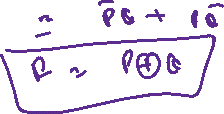 = P̄Q + PQ̄
R = P⊕Q